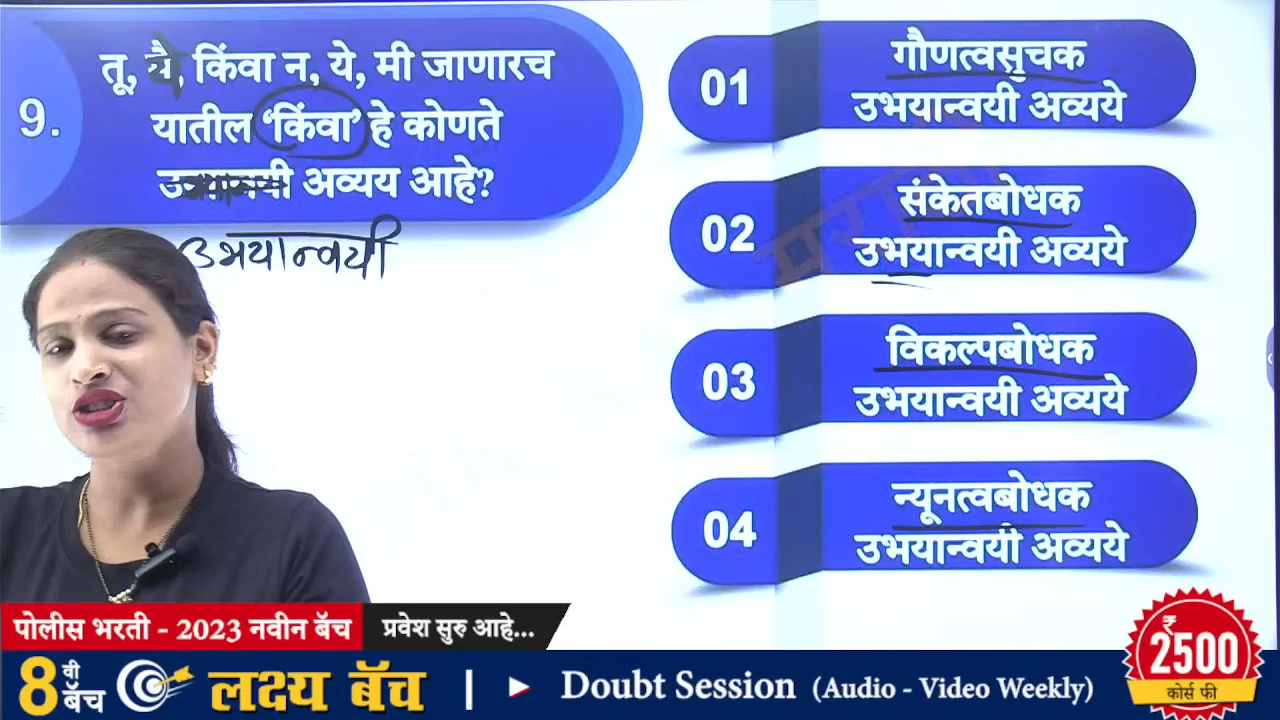 9.
तू, ये, किंवा न, ये, मी जाणारच
यातील ‘किंवा’ हे कोणते
अव्यय आहे?
उभयान्वयी
01
गौणत्वसुचक
उभयान्वयी अव्यये
02
संकेतबोधक
उभयान्वयी अव्यये
03
विकल्पबोधक
उभयान्वयी अव्यये
04
न्यूनत्वबोधक
उभयान्वयी अव्यये
पोलीस भरती - 2023 नवीन बॅच
प्रवेश सुरु आहे...
8 वी बॅच
लक्ष्य बॅच
Doubt Session (Audio - Video Weekly)
₹
2500
कोर्स फी